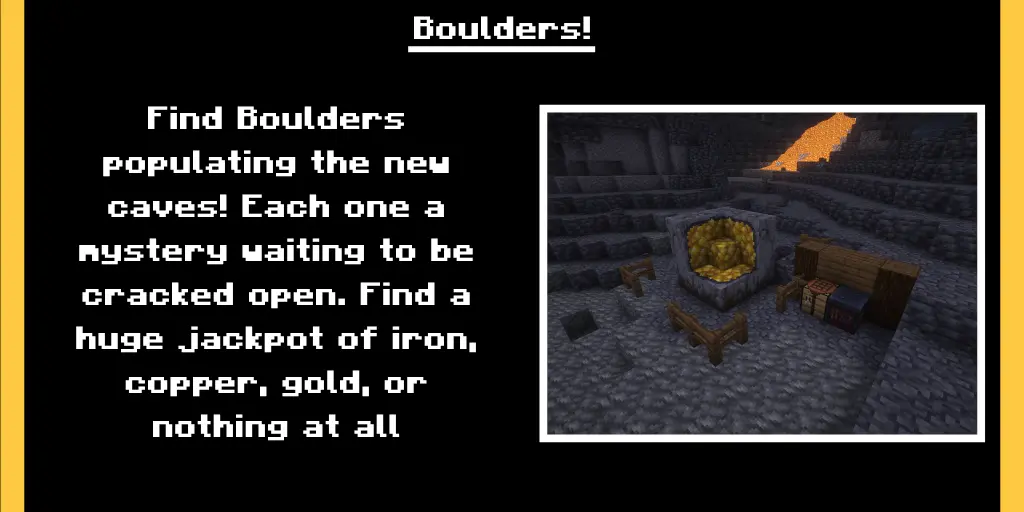 Boulders!
Find Boulders
populating the new
caves! Each one a
mystery waiting to be
cracked open. Find a
huge jackpot of iron,
copper, gold, or
nothing at all